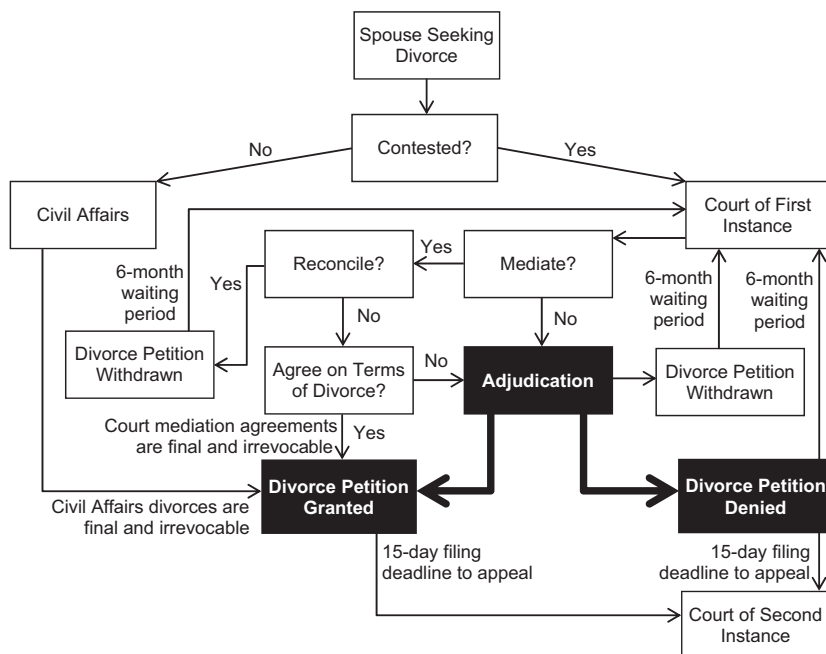 Spouse Seeking
Divorce
Contested?
No
Yes
Civil Affairs
Court of First
Instance
Yes
Reconcile?
Mediate?
6-month
waiting
period
Yes
6-month
waiting
period
6-month
waiting
period
No
No
Divorce Petition
Withdrawn
Agree on Terms
of Divorce?
No
Adjudication
Divorce Petition
Withdrawn
Court mediation agreements
are final and irrevocable
Yes
Divorce Petition
Granted
Divorce Petition
Denied
Civil Affairs divorces are
final and irrevocable
15-day filing
deadline to appeal
15-day filing
deadline to appeal
Court of Second
Instance